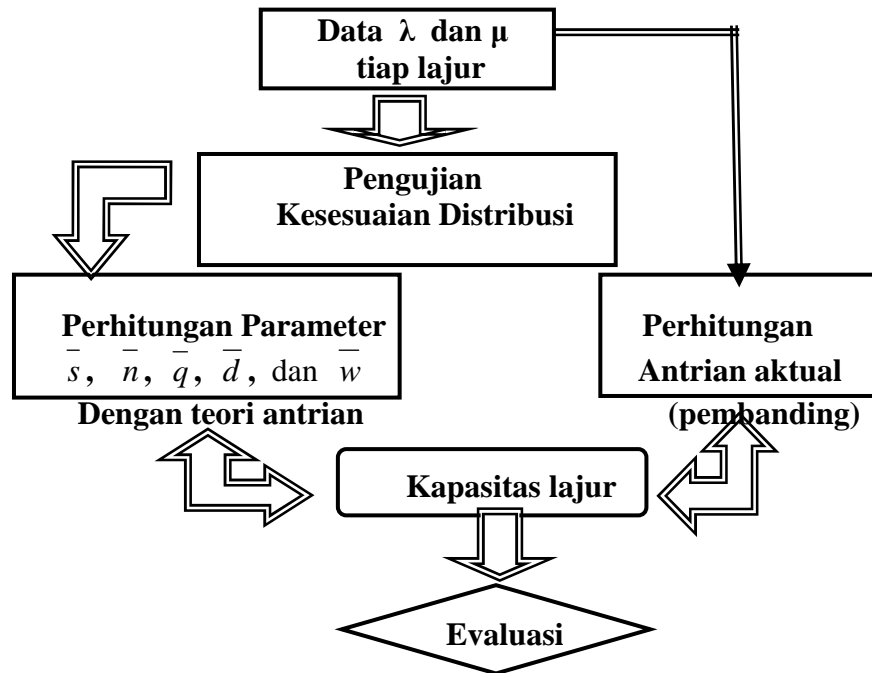 Data λ dan μ
tiap lajur
Pengujian
Kesesuaian Distribusi
Perhitungan Parameter
s̅, n̅, q̅, d̅, dan w̅
Dengan teori antrian
Perhitungan
Antrian aktual
(pembanding)
Kapasitas lajur
Evaluasi